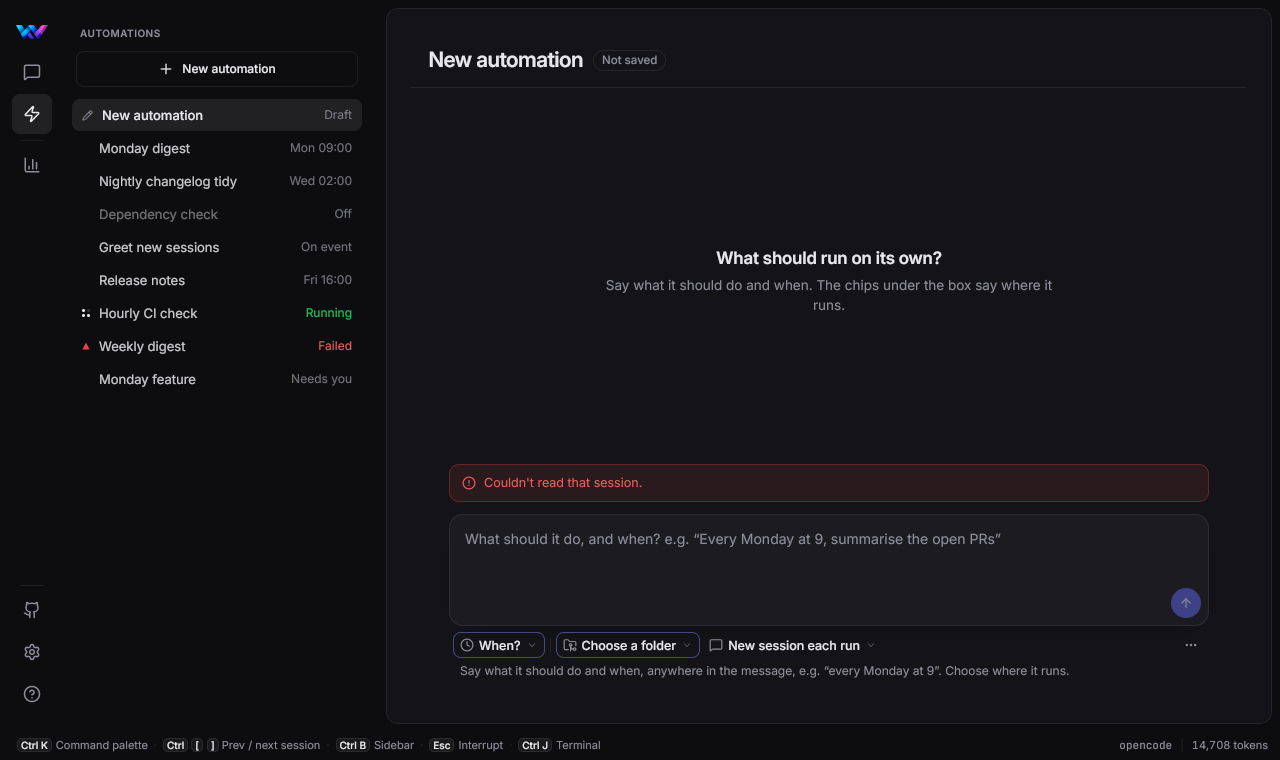 AUTOMATIONS
New automation
New automation Draft
Monday digest Mon 09:00
Nightly changelog tidy Wed 02:00
Dependency check Off
Greet new sessions On event
Release notes Fri 16:00
Hourly CI check Running
Weekly digest Failed
Monday feature Needs you
New automation Not saved
What should run on its own?
Say what it should do and when. The chips under the box say where it
runs.
Couldn't read that session.
What should it do, and when? e.g. “Every Monday at 9, summarise the open PRs”
When? Choose a folder New session each run
Say what it should do and when, anywhere in the message, e.g. “every Monday at 9”. Choose where it runs.
Ctrl K Command palette · Ctrl [ ] Prev / next session · Ctrl B Sidebar · Esc Interrupt · Ctrl J Terminal opencode 14,708 tokens